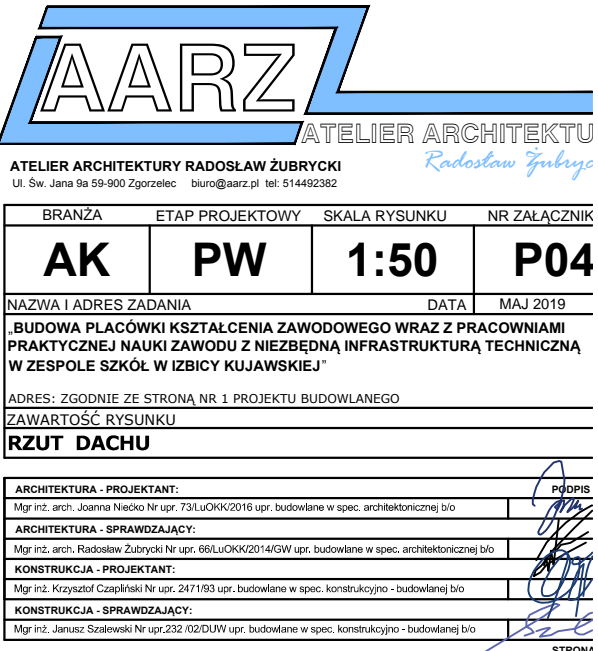 AARZ
ATELIER ARCHITEKTU
Radosław Żubryc
ATELIER ARCHITEKTURY RADOSŁAW ŻUBRYCKI
Ul. Św. Jana 9a 59-900 Zgorzelec biuro@aarz.pl tel: 514492382
BRANŻA ETAP PROJEKTOWY SKALA RYSUNKU NR ZAŁĄCZNIK
AK PW 1:50 P04
NAZWA I ADRES ZADANIA DATA MAJ 2019
„BUDOWA PLACÓWKI KSZTAŁCENIA ZAWODOWEGO WRAZ Z PRACOWNIAMI
PRAKTYCZNEJ NAUKI ZAWODU Z NIEZBĘDNĄ INFRASTRUKTURĄ TECHNICZNĄ
W ZESPOLE SZKÓŁ W IZBICY KUJAWSKIEJ”
ADRES: ZGODNIE ZE STRONĄ NR 1 PROJEKTU BUDOWLANEGO
ZAWARTOŚĆ RYSUNKU
RZUT DACHU
ARCHITEKTURA - PROJEKTANT: PODPIS
Mgr inż. arch. Joanna Niećko Nr upr. 73/LuOKK/2016 upr. budowlane w spec. architektonicznej b/o
ARCHITEKTURA - SPRAWDZAJĄCY:
Mgr inż. arch. Radosław Żubrycki Nr upr. 66/LuOKK/2014/GW upr. budowlane w spec. architektonicznej b/o
KONSTRUKCJA - PROJEKTANT:
Mgr inż. Krzysztof Czapliński Nr upr. 2471/93 upr. budowlane w spec. konstrukcyjno - budowlanej b/o
KONSTRUKCJA - SPRAWDZAJĄCY:
Mgr inż. Janusz Szalewski Nr upr.232 /02/DUW upr. budowlane w spec. konstrukcyjno - budowlanej b/o
STRONA